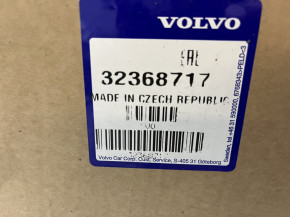 VOLVO
EAC
32368717
MADE IN CZECH REPUBLIC
Volvo Car Corp. Cust. Service, S-405 31 Göteborg